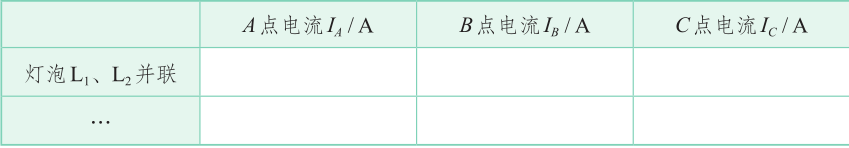 A点电流I_A / A B点电流I_B / A C点电流I_C / A
灯泡L₁、L₂并联
…